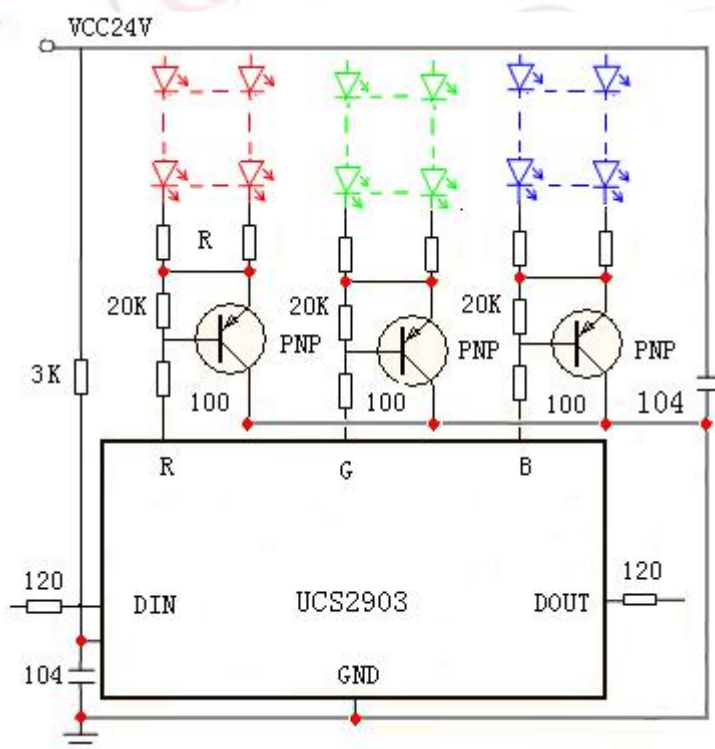 VCC24V
R
20K
20K
20K
PNP
PNP
PNP
3K
100
100
100
104
R
G
B
120
120
DIN
UCS2903
DOUT
104
GND